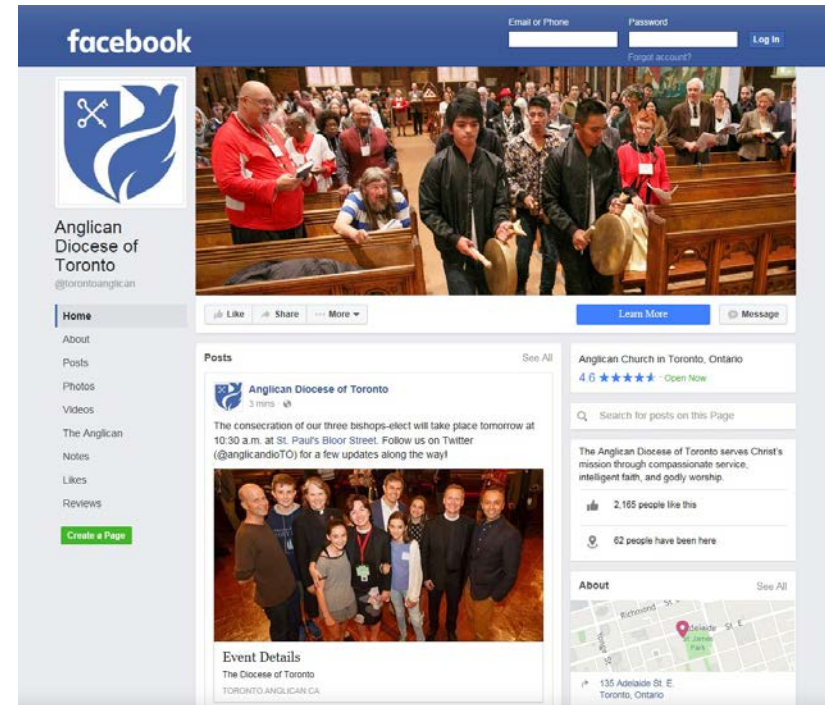 facebook
Email or Phone
Password
Log In
Forgot account?
Anglican
Diocese of
Toronto
@torontoanglican
Home
About
Posts
Photos
Videos
The Anglican
Notes
Likes
Reviews
Create a Page
Like
Share
··· More
Learn More
Message
Posts
See All
Anglican Diocese of Toronto
3 mins ·
The consecration of our three bishops-elect will take place tomorrow at
10:30 a.m. at St. Paul's Bloor Street. Follow us on Twitter
(@anglicandioTO) for a few updates along the way!
Event Details
The Diocese of Toronto
TORONTO.ANGLICAN.CA
Anglican Church in Toronto, Ontario
4.6 ★★★★★ · Open Now
Search for posts on this Page
The Anglican Diocese of Toronto serves Christ's
mission through compassionate service,
intelligent faith, and godly worship.
2,165 people like this
62 people have been here
About
See All
Richmond St E
Adelaide St E
St James
Park
135 Adelaide St. E.
Toronto, Ontario